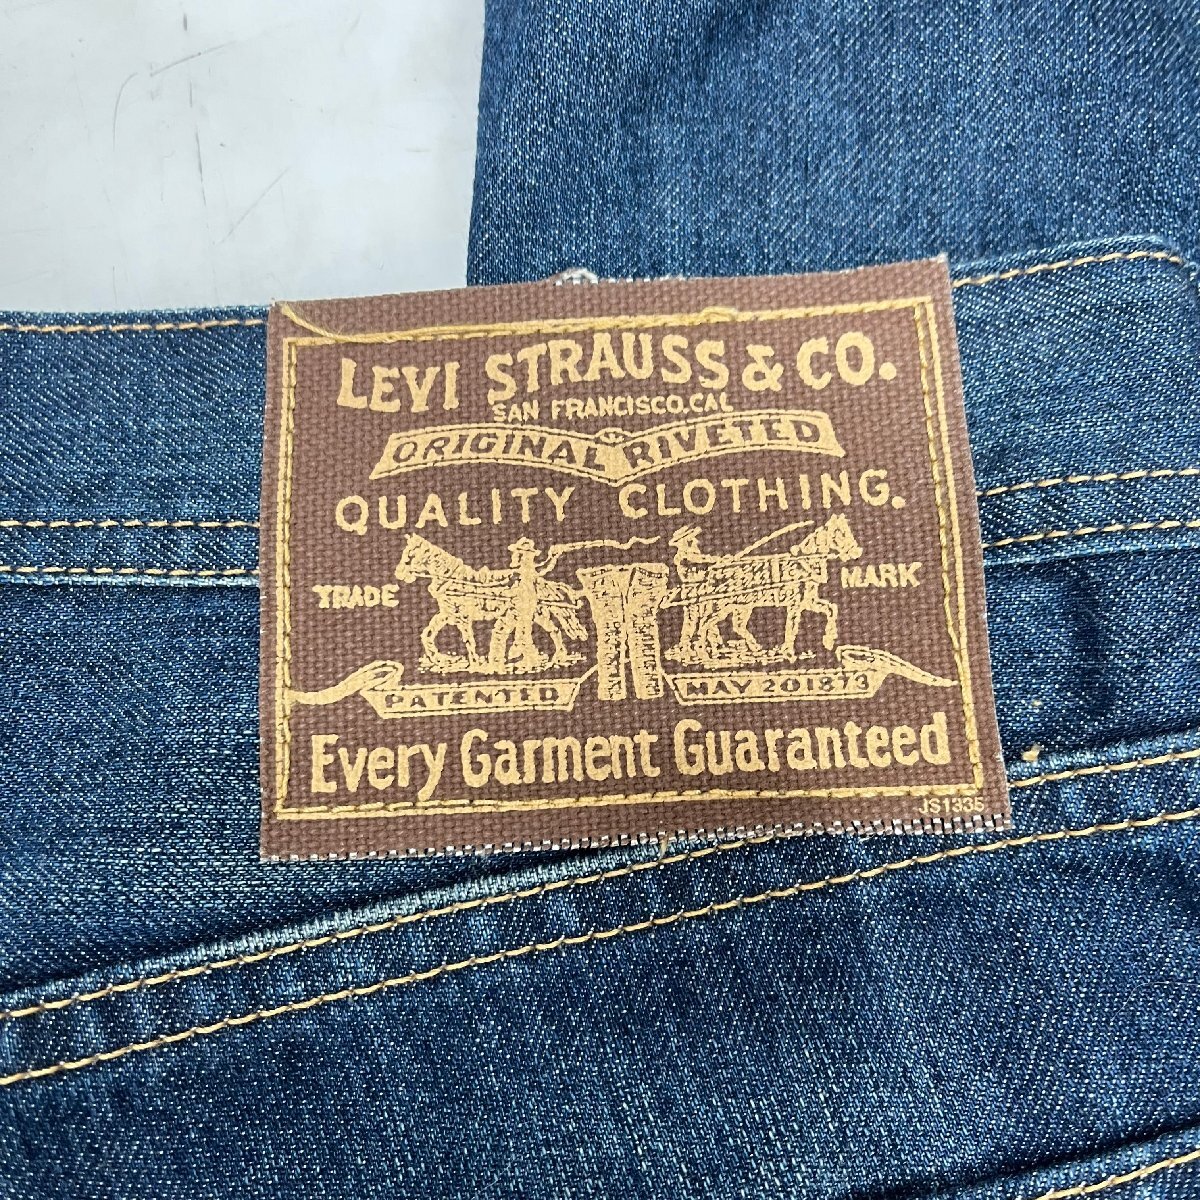 LEVI STRAUSS & CO.
SAN FRANCISCO.CAL
ORIGINAL RIVETED
QUALITY CLOTHING.
TRADE MARK
PATENTED MAY 20 1873
Every Garment Guaranteed
JS1335